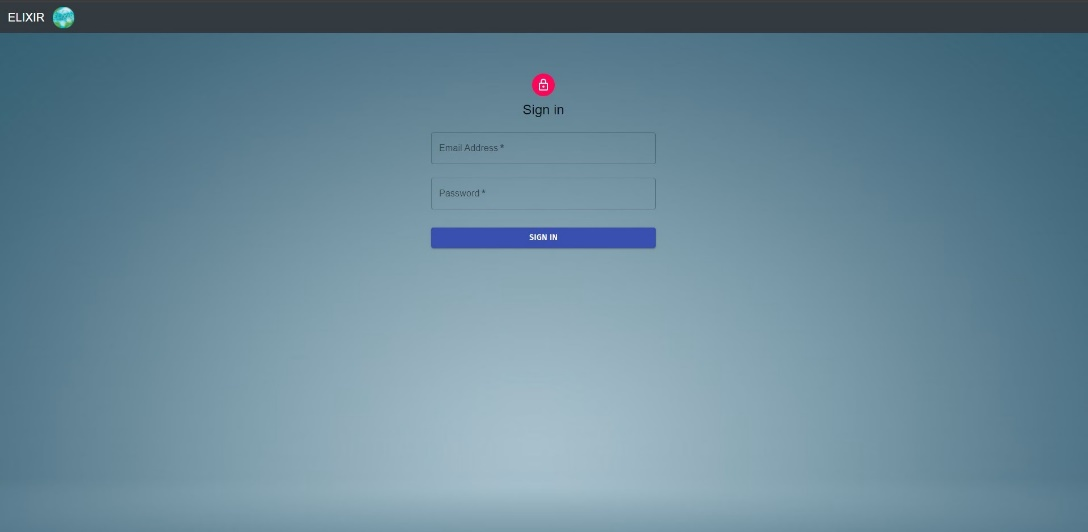 ELIXIR
Sign in
Email Address *
Password *
SIGN IN